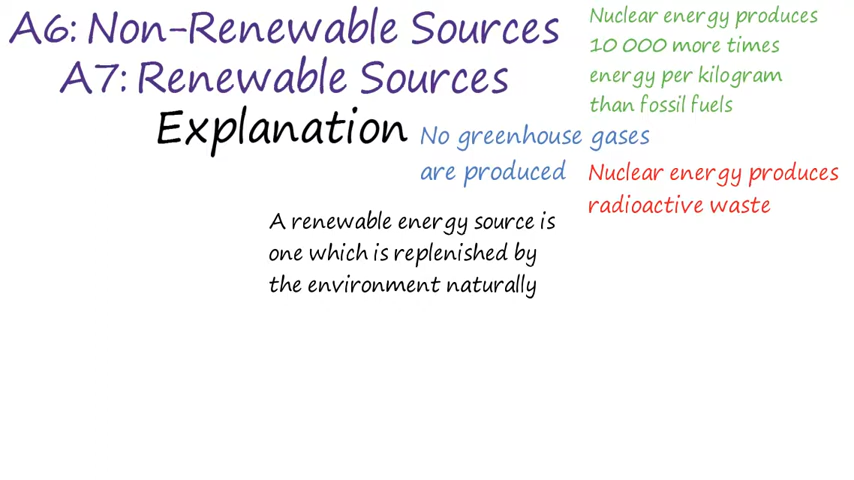 A6: Non-Renewable Sources
A7: Renewable Sources
Explanation
Nuclear energy produces
10 000 more times
energy per kilogram
than fossil fuels
No greenhouse gases
are produced
Nuclear energy produces
radioactive waste
A renewable energy source is
one which is replenished by
the environment naturally